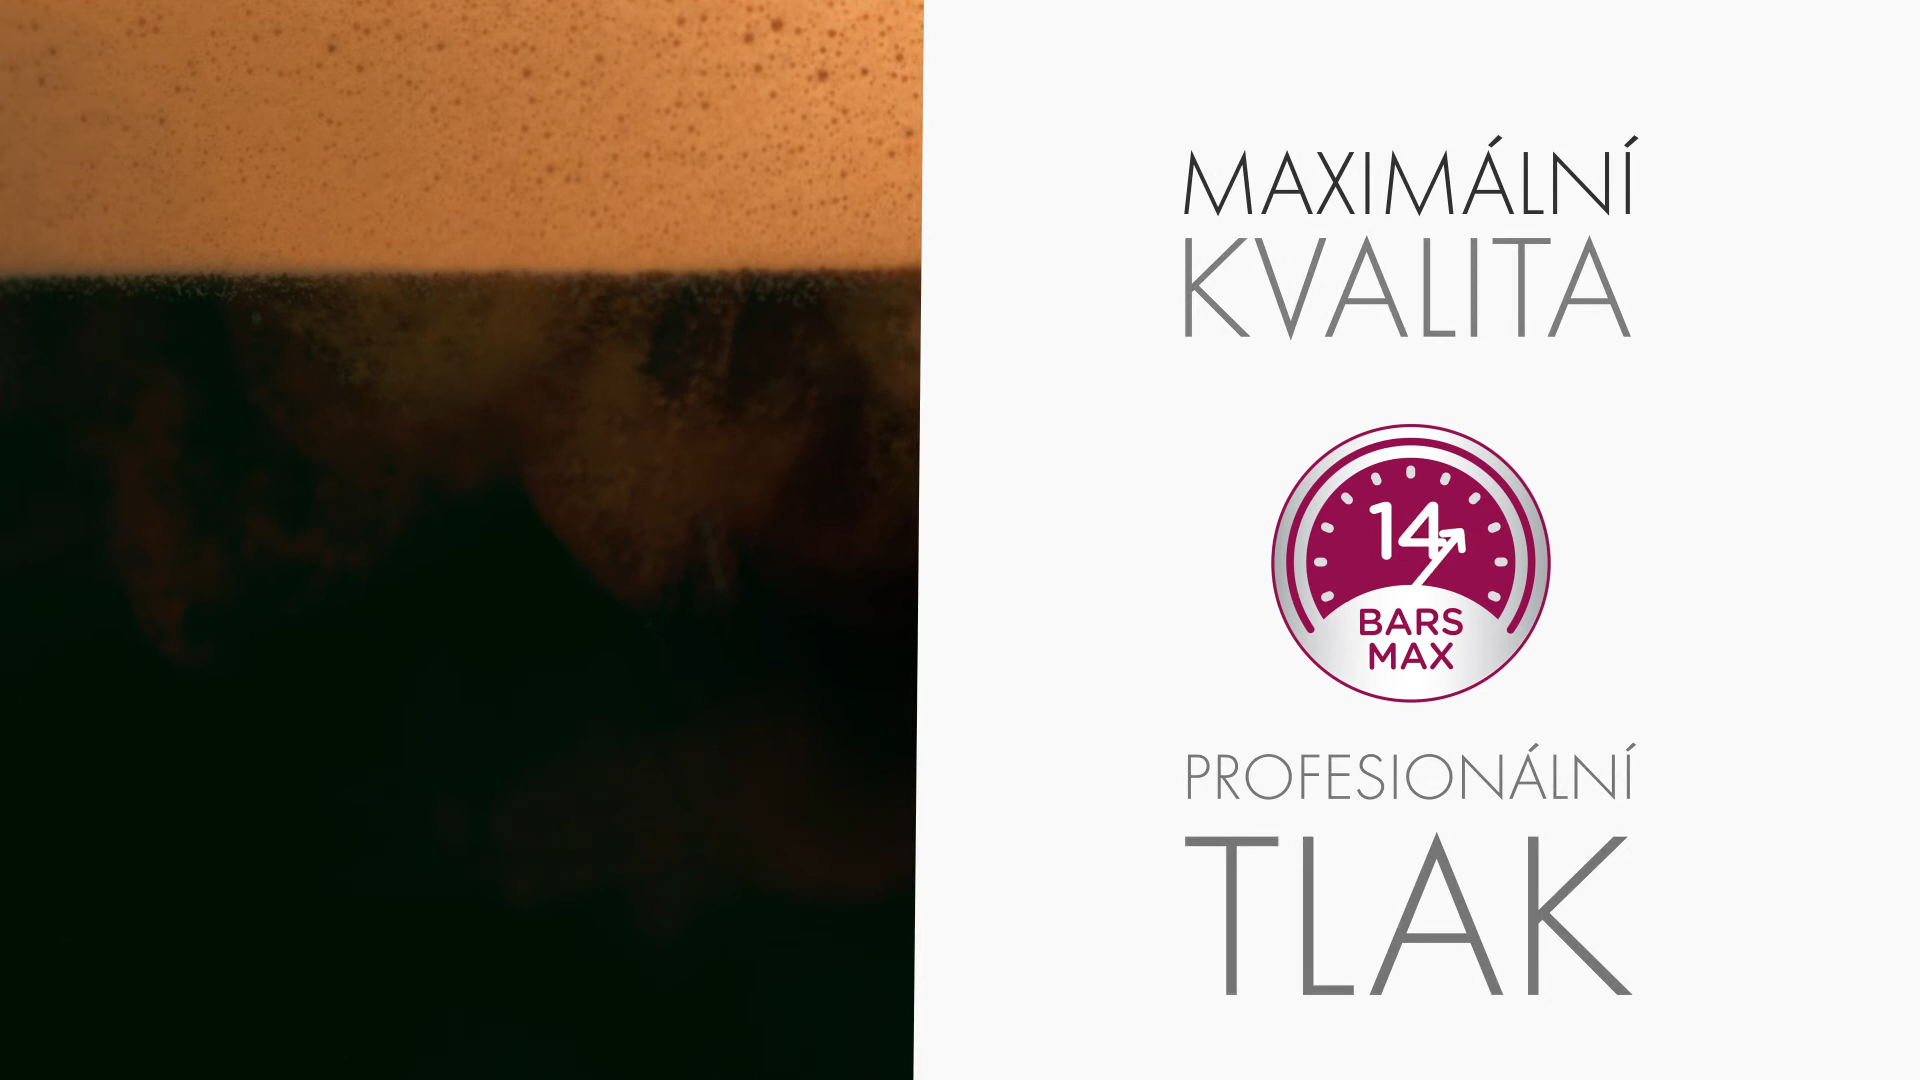 MAXIMÁLNÍ
KVALITA
14
BARS
MAX
PROFESIONÁLNÍ
TLAK